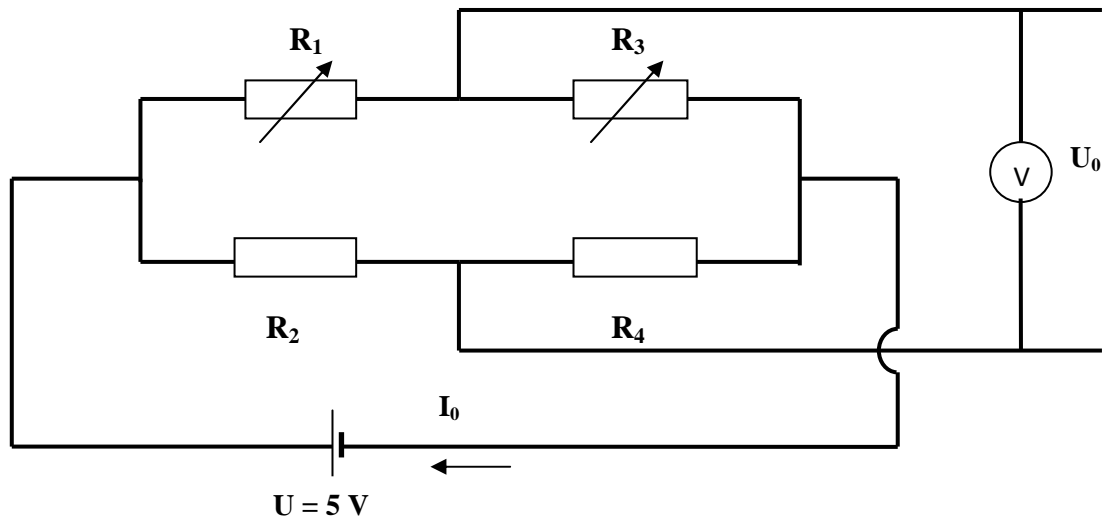 R₁
R₃
V
U₀
R₂
R₄
I₀
U = 5 V